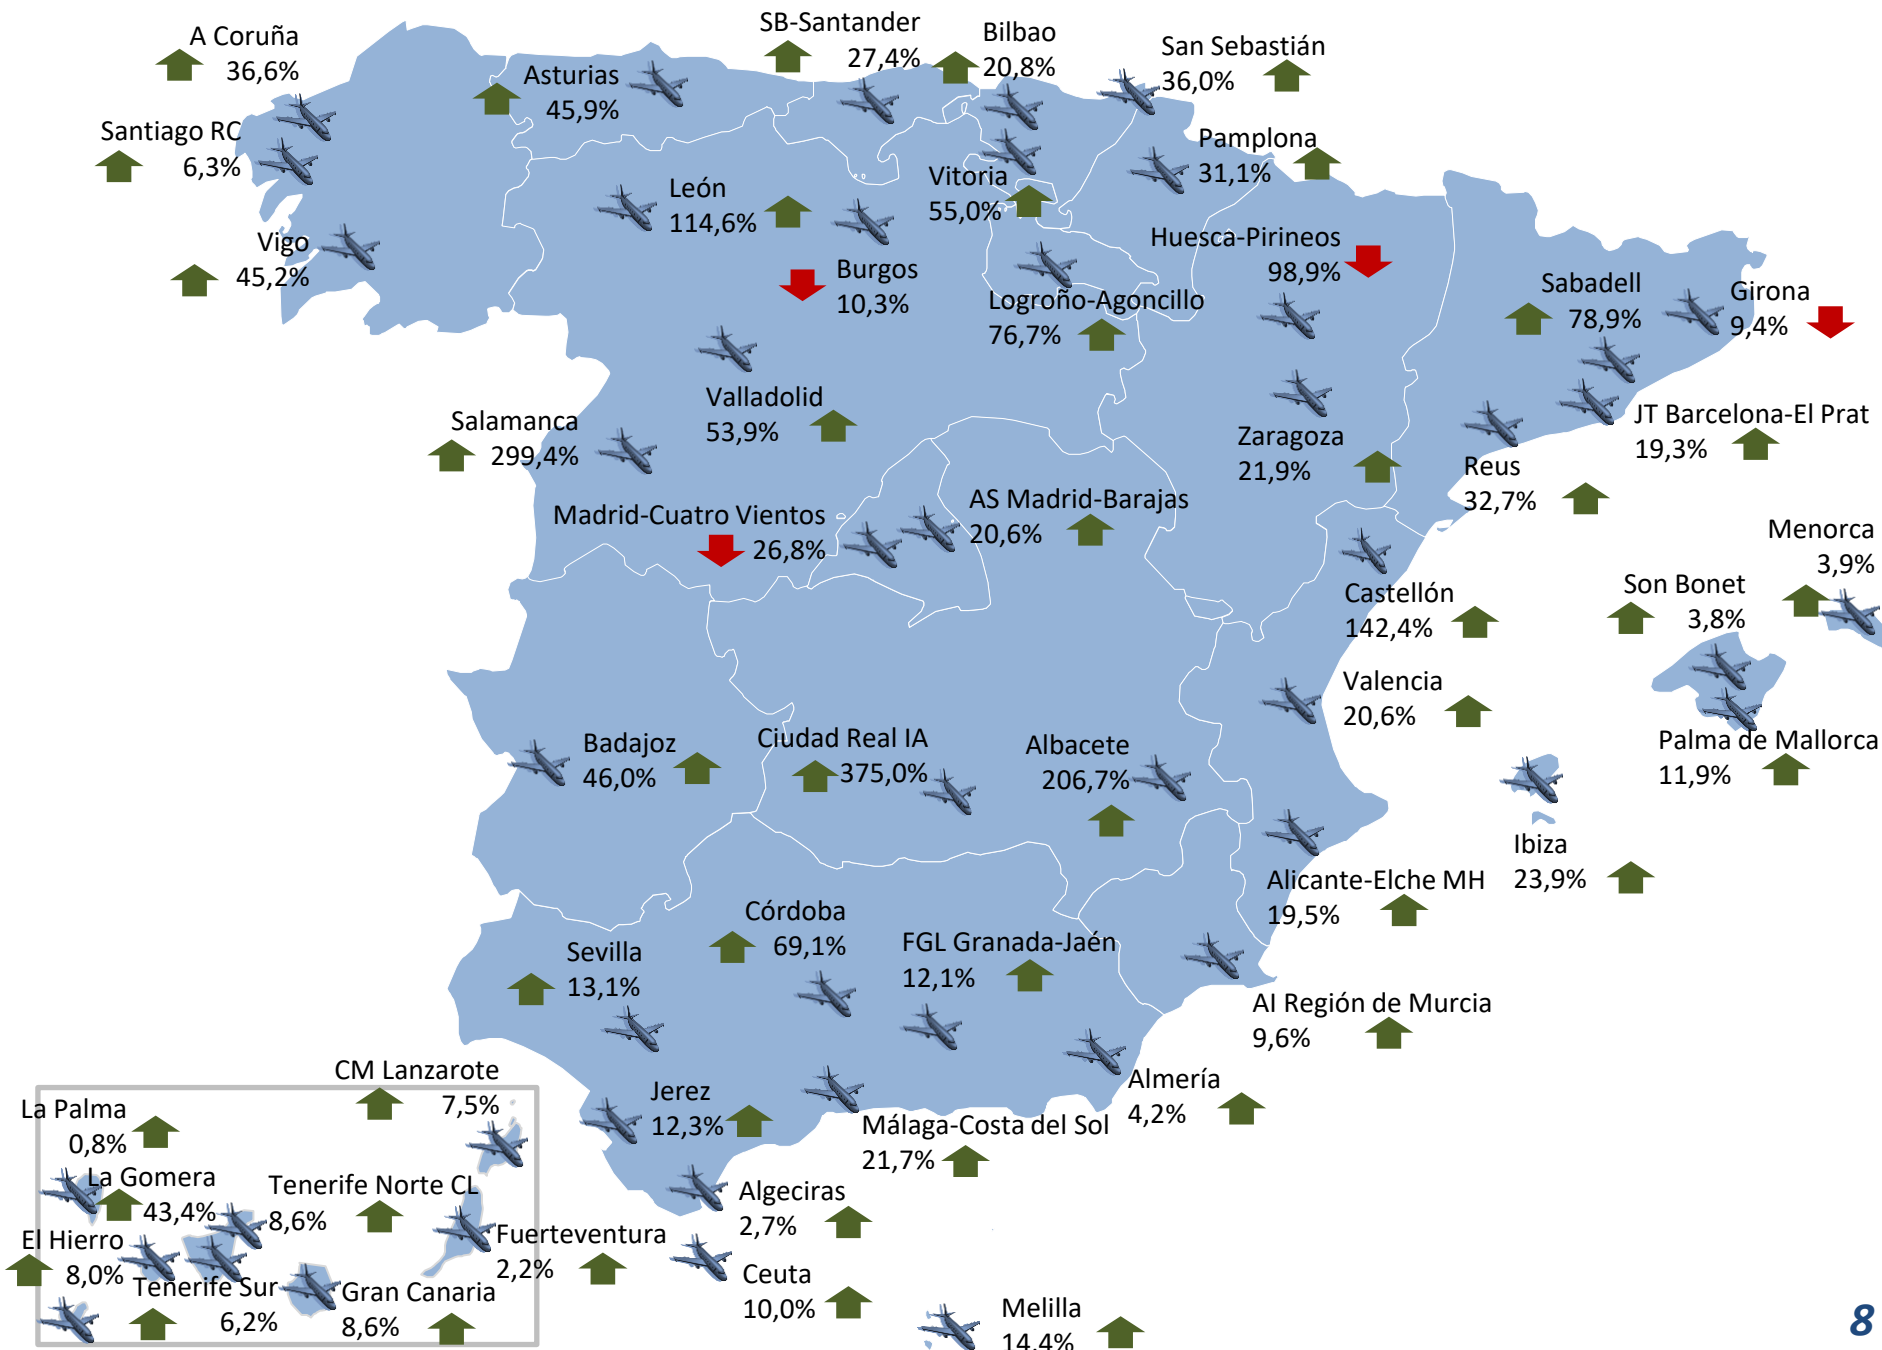 A Coruña
36,6%
SB-Santander
27,4%
Bilbao
20,8%
San Sebastián
36,0%
Asturias
45,9%
Santiago RC
6,3%
Pamplona
31,1%
León
114,6%
Vitoria
55,0%
Vigo
45,2%
Huesca-Pirineos
98,9%
Burgos
10,3%
Logroño-Agoncillo
76,7%
Sabadell
78,9%
Girona
9,4%
Valladolid
53,9%
Salamanca
299,4%
Zaragoza
21,9%
JT Barcelona-El Prat
19,3%
Reus
32,7%
Madrid-Cuatro Vientos
26,8%
AS Madrid-Barajas
20,6%
Menorca
3,9%
Son Bonet
3,8%
Castellón
142,4%
Valencia
20,6%
Palma de Mallorca
11,9%
Badajoz
46,0%
Ciudad Real IA
375,0%
Albacete
206,7%
Ibiza
23,9%
Alicante-Elche MH
19,5%
Córdoba
69,1%
FGL Granada-Jaén
12,1%
Sevilla
13,1%
AI Región de Murcia
9,6%
CM Lanzarote
7,5%
Jerez
12,3%
Almería
4,2%
Málaga-Costa del Sol
21,7%
La Palma
0,8%
La Gomera
43,4%
Tenerife Norte CL
8,6%
Algeciras
2,7%
El Hierro
8,0%
Fuerteventura
2,2%
Tenerife Sur
6,2%
Gran Canaria
8,6%
Ceuta
10,0%
Melilla
14,4%
8